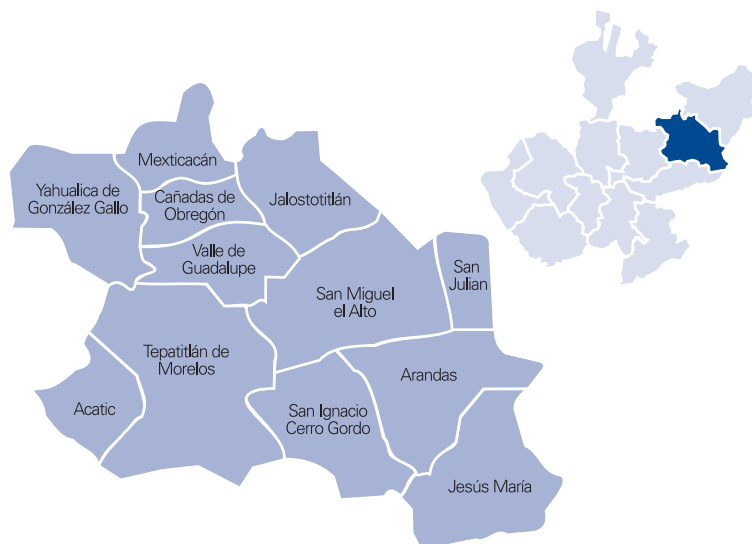 Mexticacán
Yahualica de
González Gallo
Cañadas de
Obregón
Jalostotitlán
Valle de
Guadalupe
San
Julian
San Miguel
el Alto
Tepatitlán de
Morelos
Arandas
Acatic
San Ignacio
Cerro Gordo
Jesús María